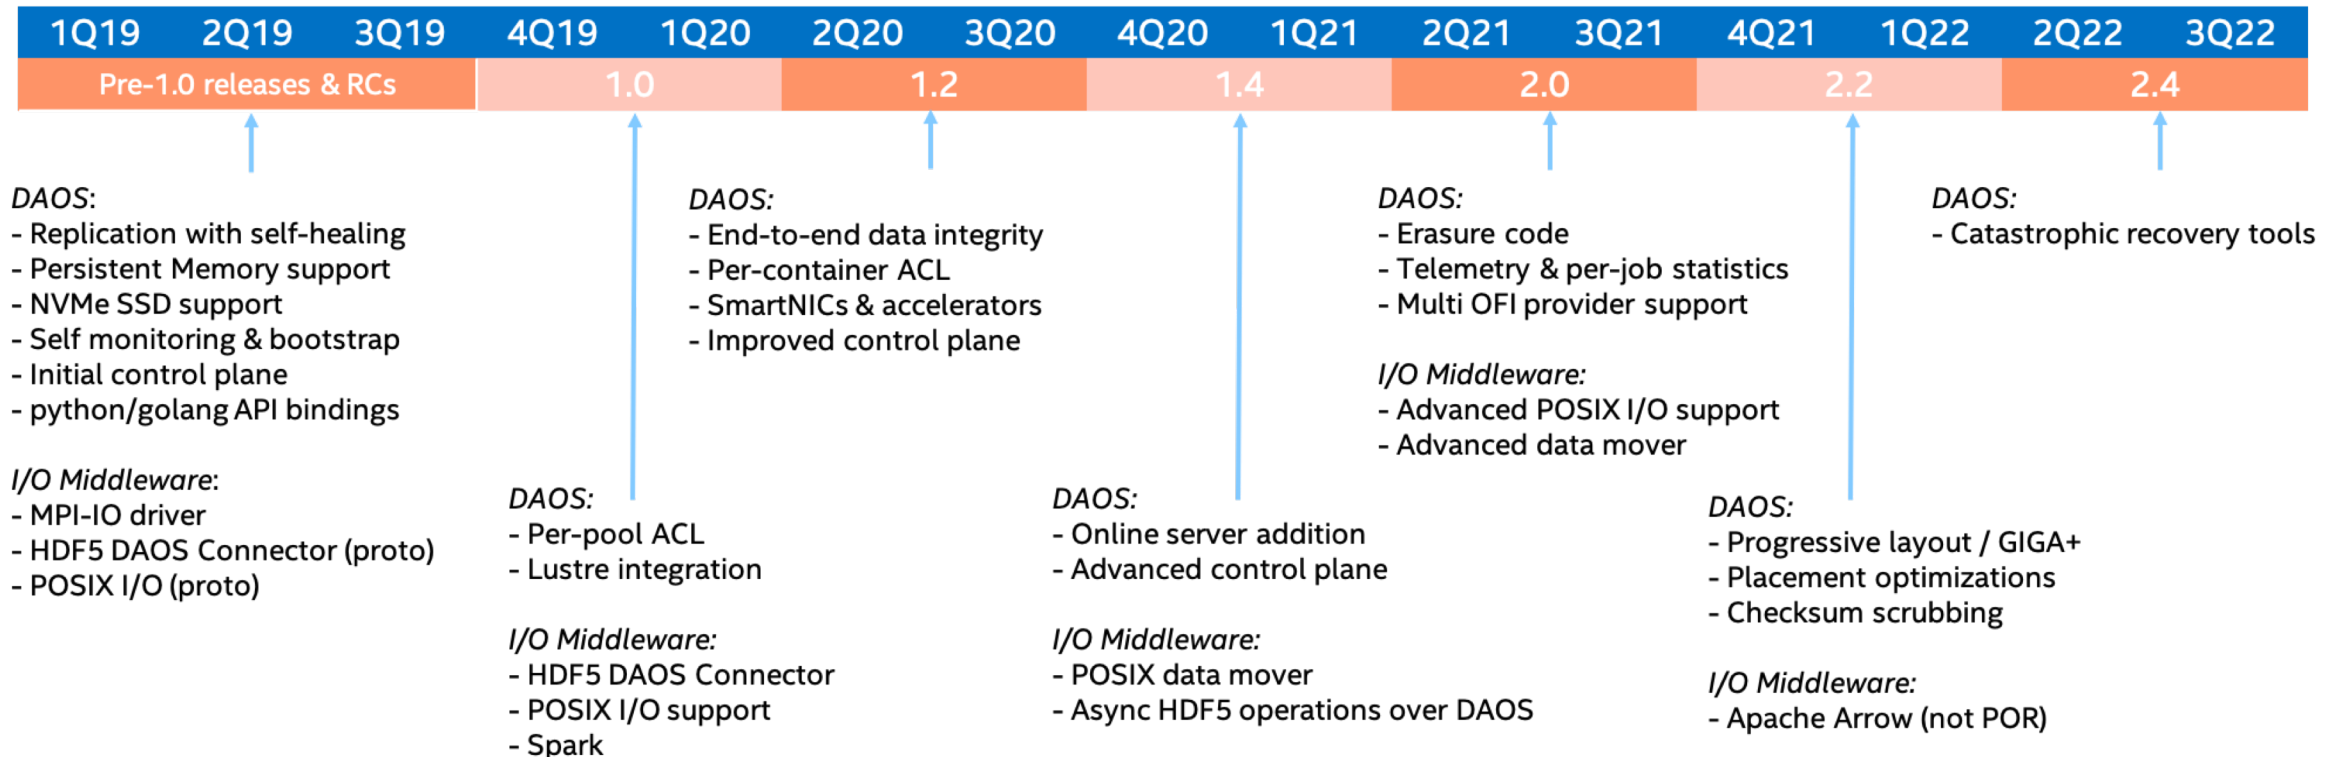 1Q19 2Q19 3Q19 4Q19 1Q20 2Q20 3Q20 4Q20 1Q21 2Q21 3Q21 4Q21 1Q22 2Q22 3Q22
Pre-1.0 releases & RCs 1.0 1.2 1.4 2.0 2.2 2.4
DAOS:
- Replication with self-healing
- Persistent Memory support
- NVMe SSD support
- Self monitoring & bootstrap
- Initial control plane
- python/golang API bindings
I/O Middleware:
- MPI-IO driver
- HDF5 DAOS Connector (proto)
- POSIX I/O (proto)
DAOS:
- Per-pool ACL
- Lustre integration
I/O Middleware:
- HDF5 DAOS Connector
- POSIX I/O support
- Spark
DAOS:
- End-to-end data integrity
- Per-container ACL
- SmartNICs & accelerators
- Improved control plane
DAOS:
- Online server addition
- Advanced control plane
I/O Middleware:
- POSIX data mover
- Async HDF5 operations over DAOS
DAOS:
- Erasure code
- Telemetry & per-job statistics
- Multi OFI provider support
I/O Middleware:
- Advanced POSIX I/O support
- Advanced data mover
DAOS:
- Progressive layout / GIGA+
- Placement optimizations
- Checksum scrubbing
I/O Middleware:
- Apache Arrow (not POR)
DAOS:
- Catastrophic recovery tools